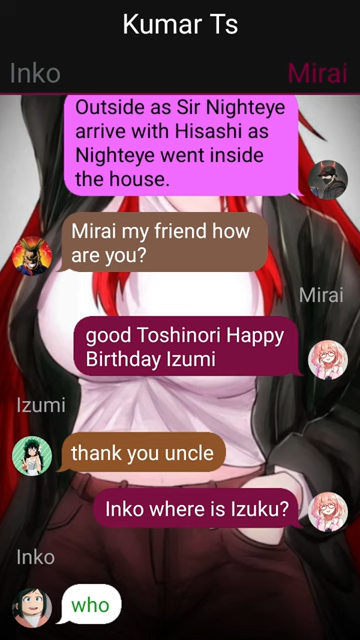 Kumar Ts
Inko
Mirai
Outside as Sir Nighteye
arrive with Hisashi as
Nighteye went inside
the house.
Mirai my friend how
are you?
Mirai
good Toshinori Happy
Birthday Izumi
Izumi
thank you uncle
Inko where is Izuku?
Inko
who